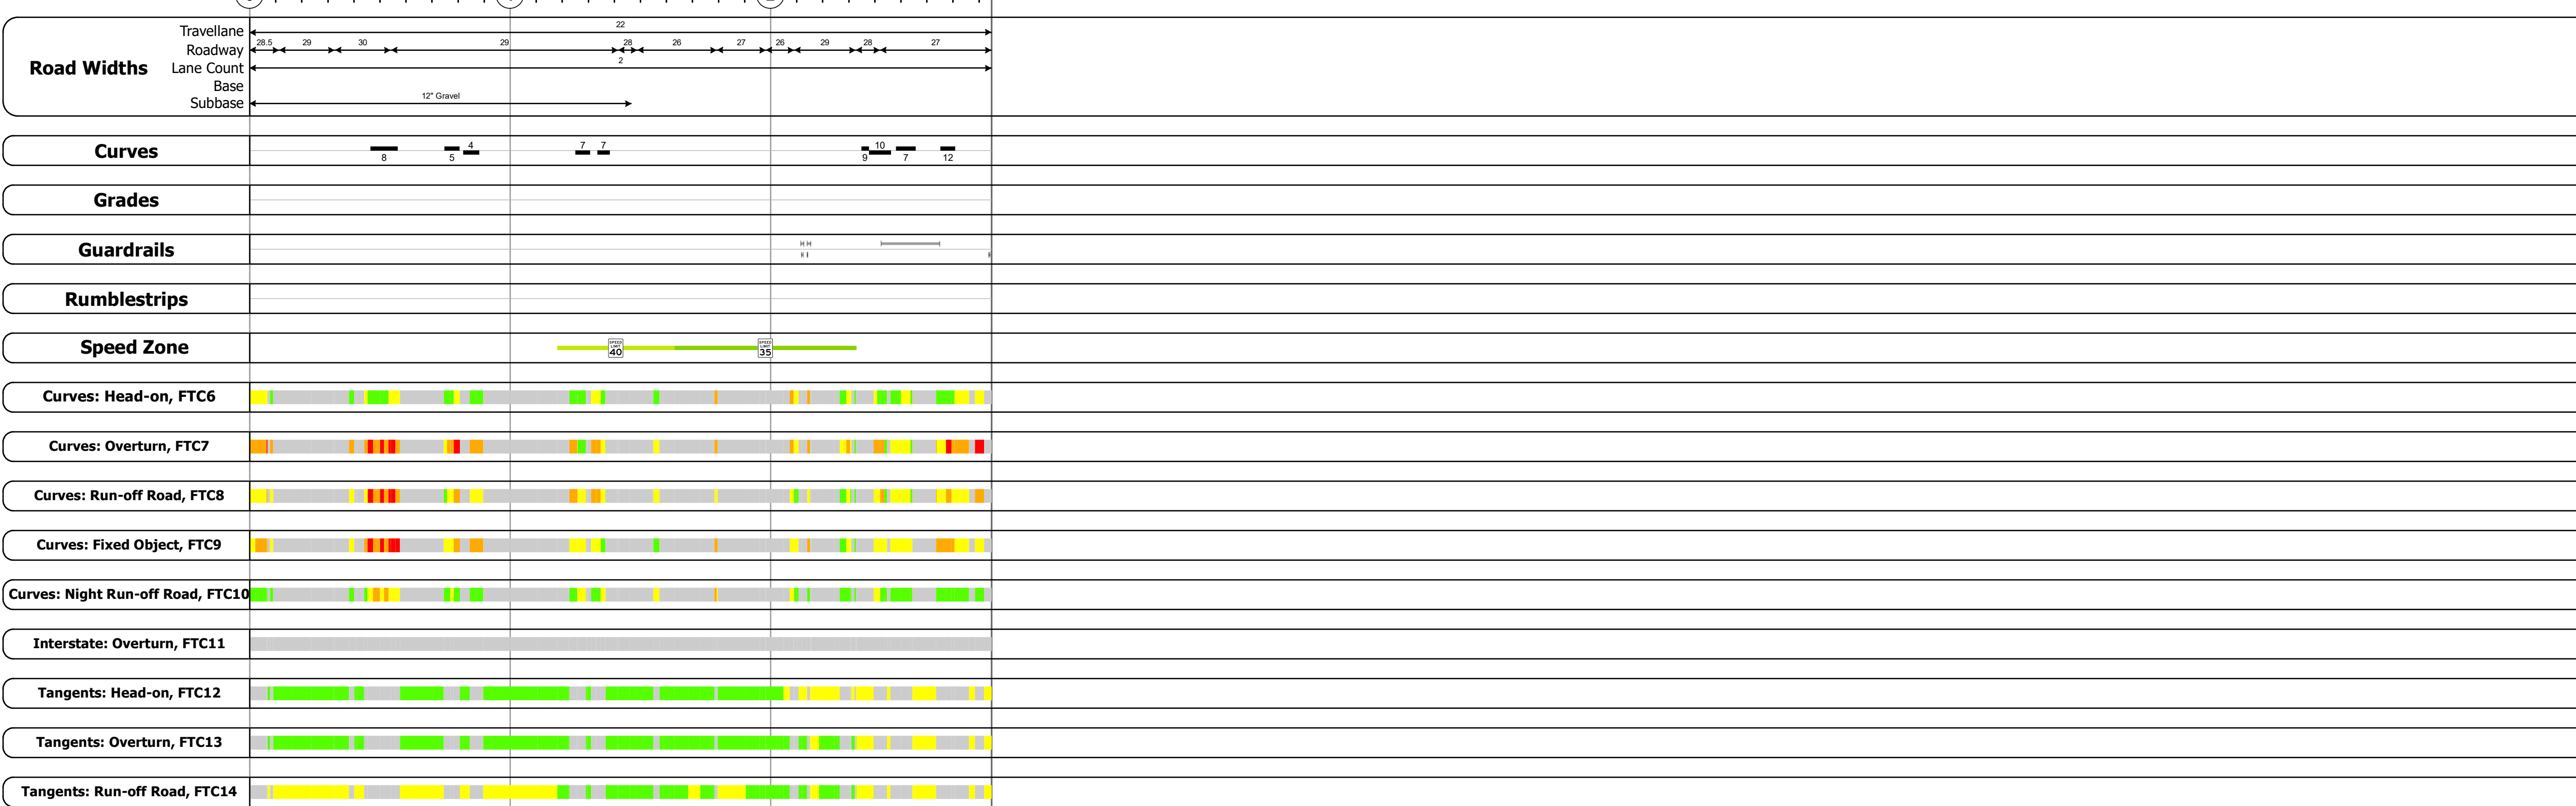 22
Travellane
28.5 29 30 29 28 26 27 26 29 28 27
Roadway
Road Widths
Lane Count 2
Base
12" Gravel
Subbase
Curves
8 5 4 7 7 9 10 7 12
Grades
Guardrails
Rumblestrips
Speed Zone
SPEED LIMIT 40
SPEED LIMIT 35
Curves: Head-on, FTC6
Curves: Overturn, FTC7
Curves: Run-off Road, FTC8
Curves: Fixed Object, FTC9
Curves: Night Run-off Road, FTC10
Interstate: Overturn, FTC11
Tangents: Head-on, FTC12
Tangents: Overturn, FTC13
Tangents: Run-off Road, FTC14